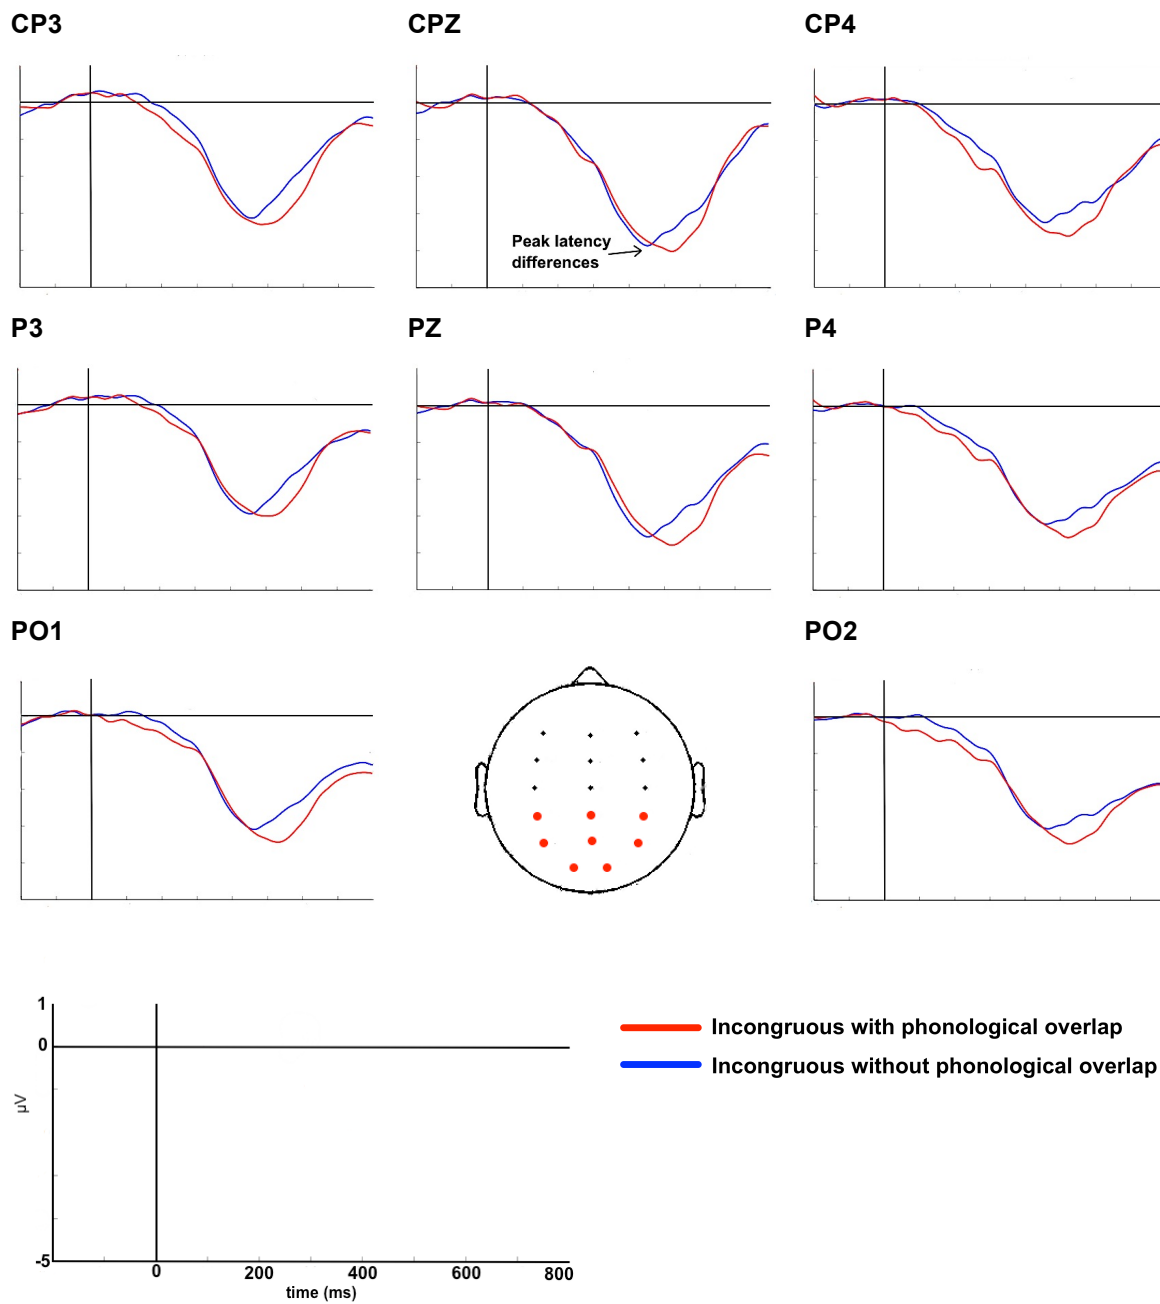 CP3
CPZ
CP4
Peak latency
differences
P3
PZ
P4
PO1
PO2
1
0
µV
-5
0
200
400
600
800
time (ms)
Incongruous with phonological overlap
Incongruous without phonological overlap